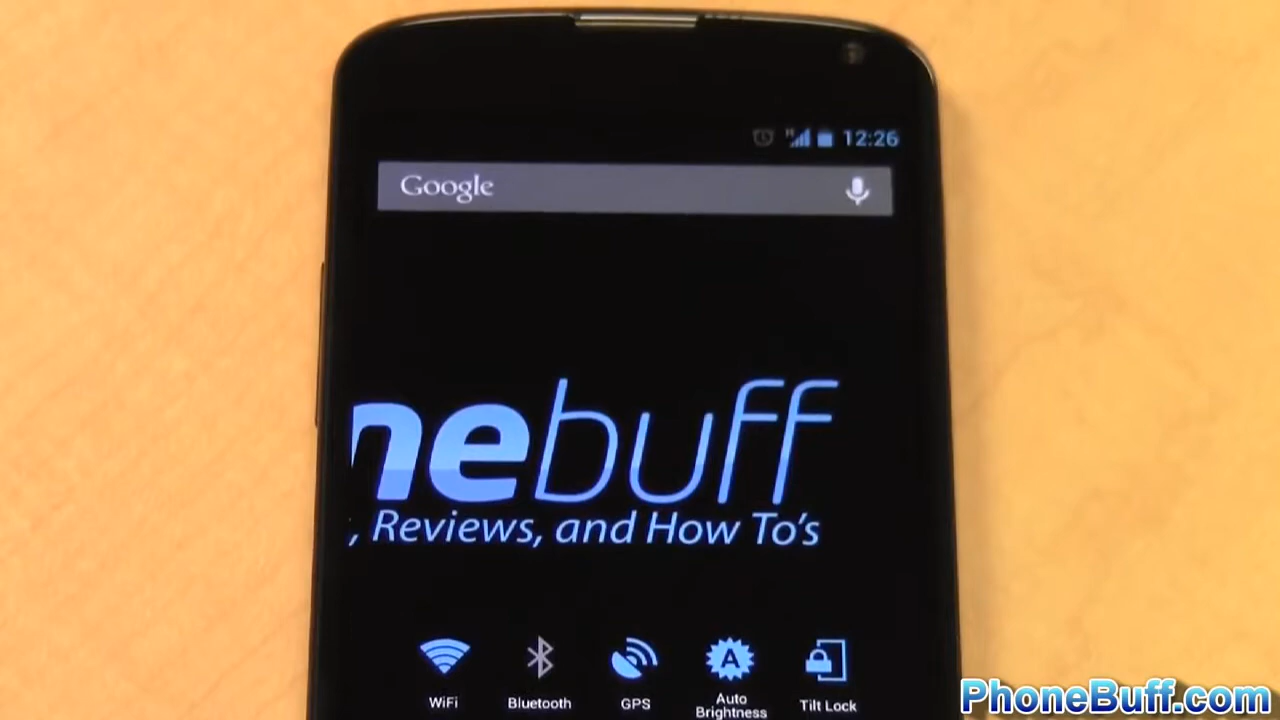 12:26
Google
nebuff
, Reviews, and How To's
WiFi
Bluetooth
GPS
Auto
Brightness
Tilt Lock
PhoneBuff.com